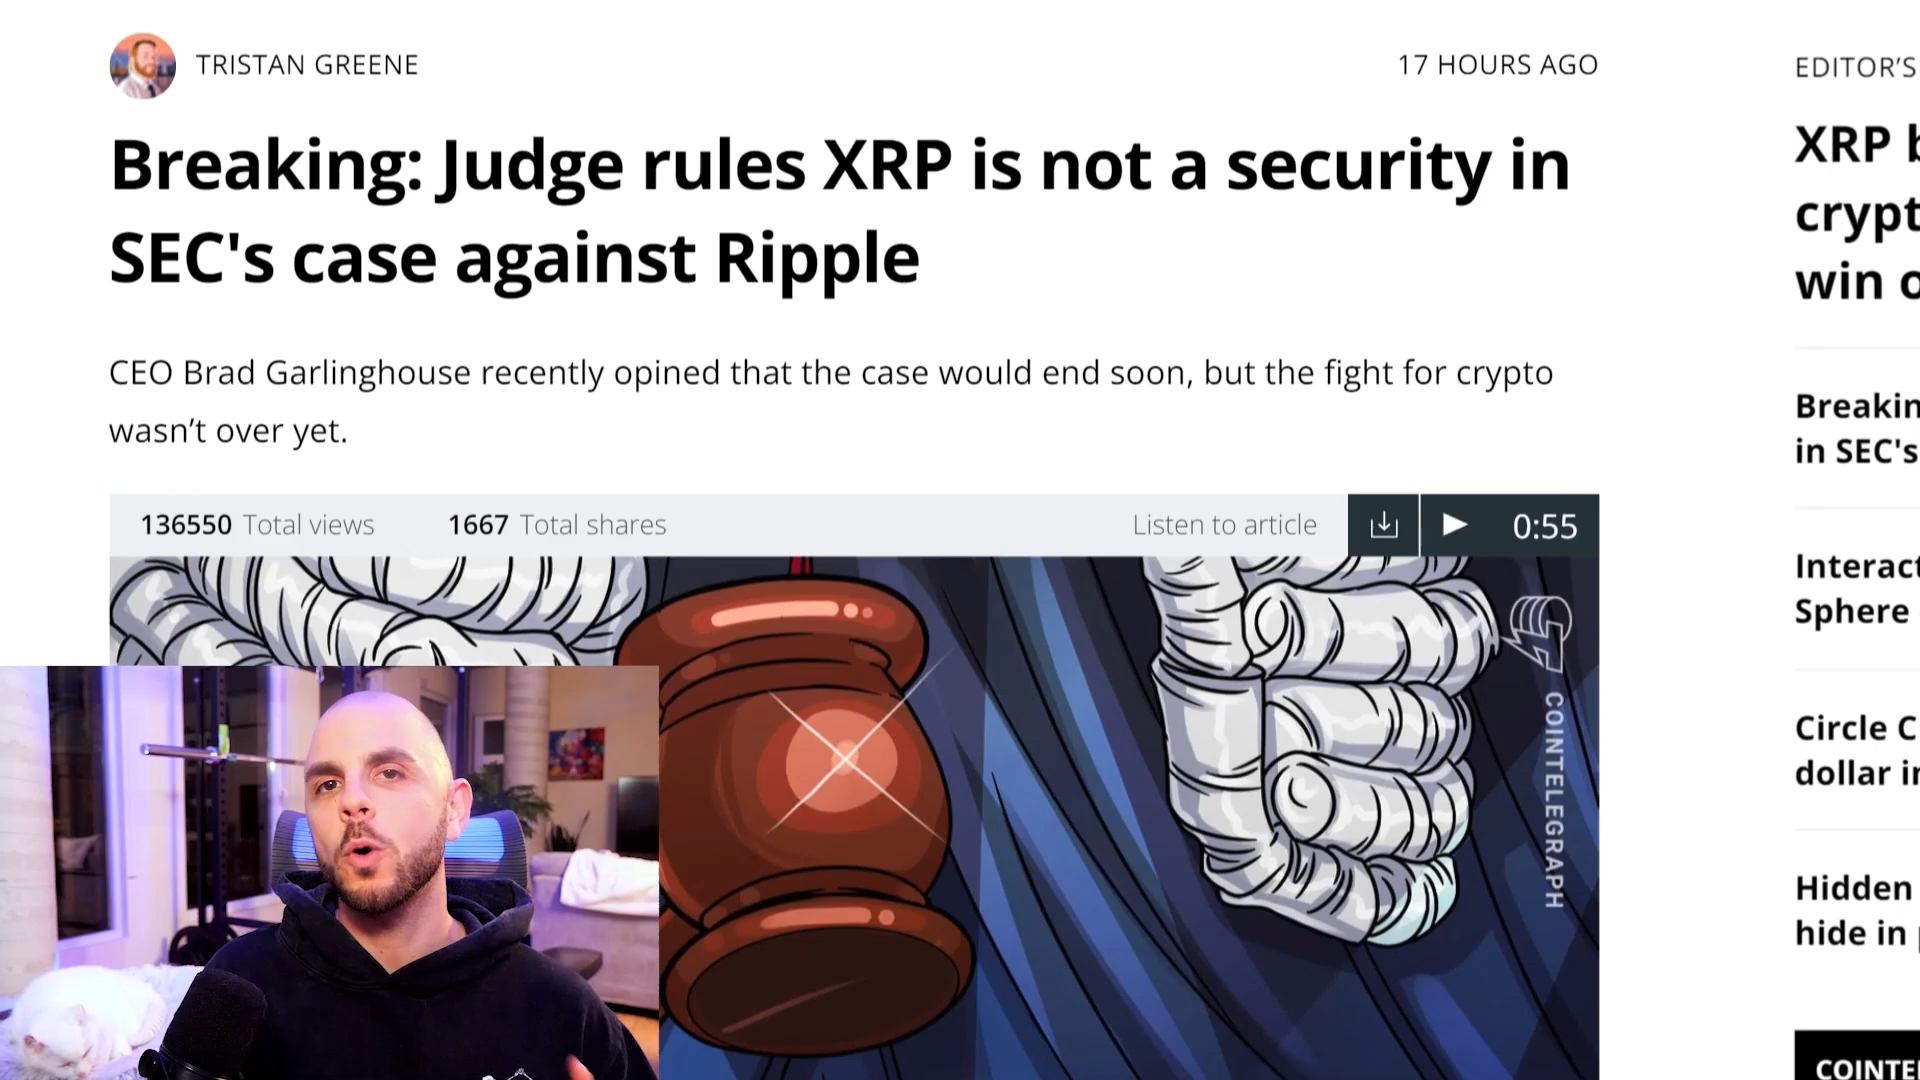 TRISTAN GREENE
17 HOURS AGO
Breaking: Judge rules XRP is not a security in
SEC's case against Ripple
CEO Brad Garlinghouse recently opined that the case would end soon, but the fight for crypto
wasn’t over yet.
136550 Total views 1667 Total shares Listen to article 0:55
COINTELEGRAPH
EDITOR’S
XRP
crypt
win
Breakin
in SEC's
Interact
Sphere
Circle C
dollar in
Hidden
hide in
COINTE